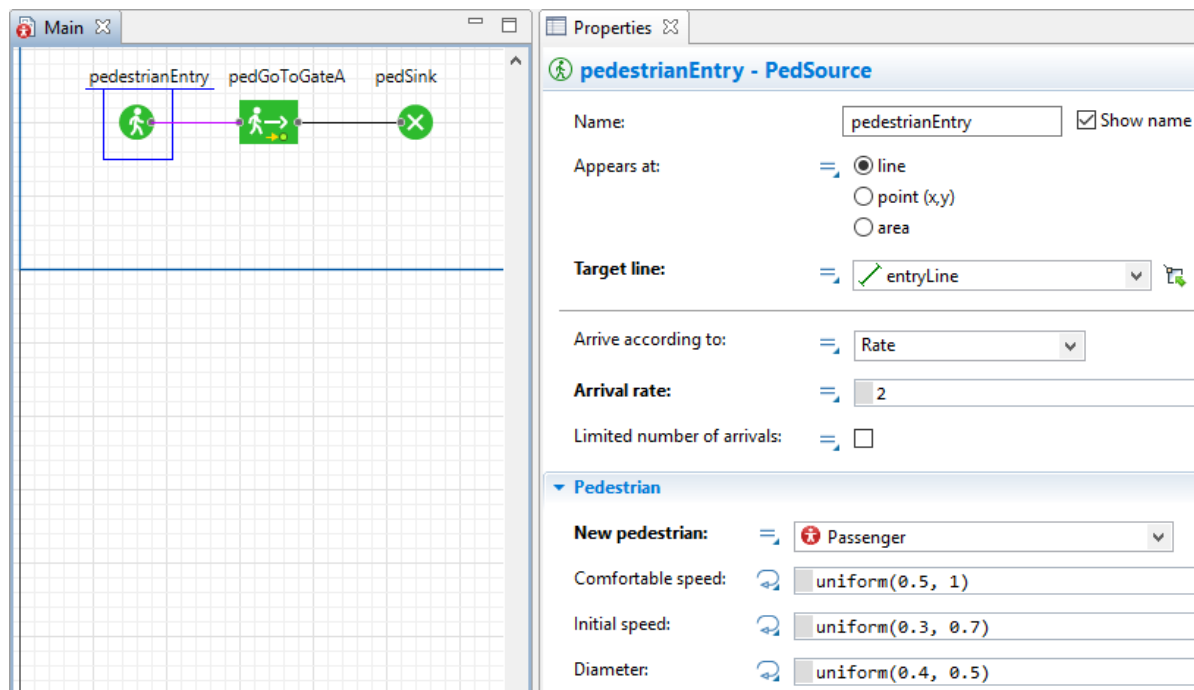 Main
pedestrianEntry pedGoToGateA pedSink
Properties
pedestrianEntry - PedSource
Name: pedestrianEntry Show name
Appears at: line
point (x,y)
area
Target line: entryLine
Arrive according to: Rate
Arrival rate: 2
Limited number of arrivals:
Pedestrian
New pedestrian: Passenger
Comfortable speed: uniform(0.5, 1)
Initial speed: uniform(0.3, 0.7)
Diameter: uniform(0.4, 0.5)